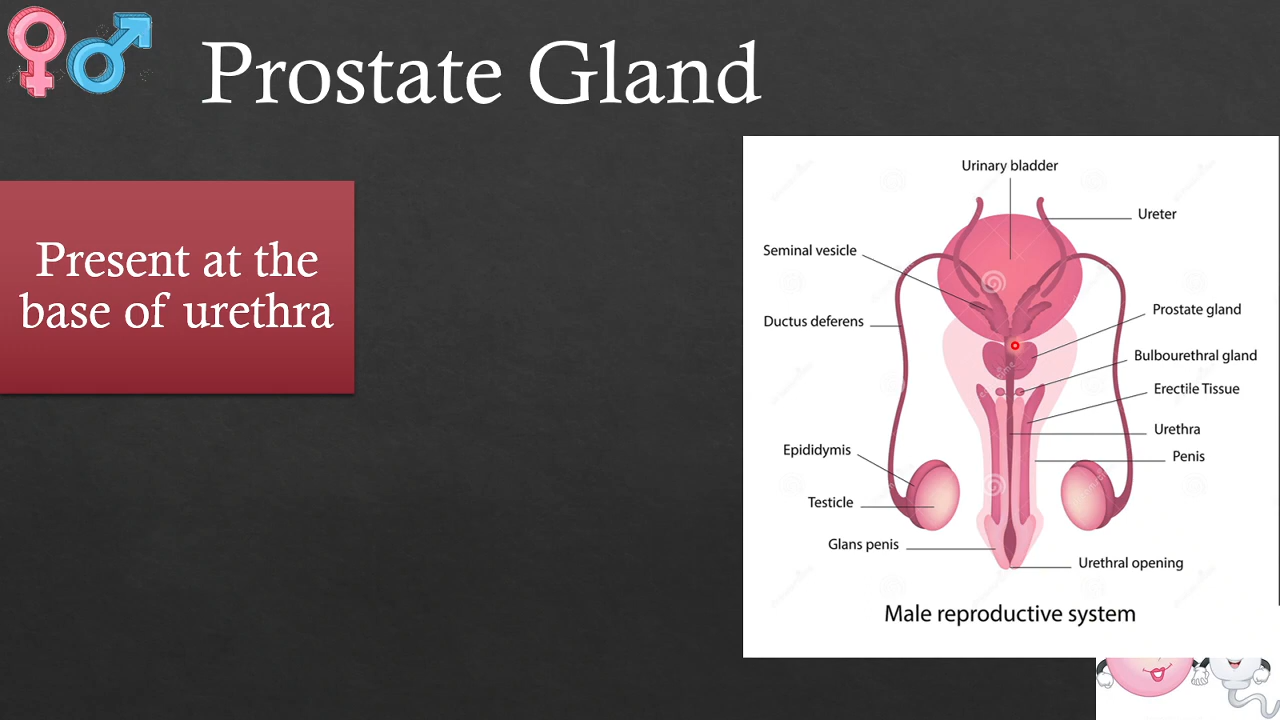 Prostate Gland
Present at the
base of urethra
Urinary bladder
Ureter
Seminal vesicle
Prostate gland
Ductus deferens
Bulbourethral gland
Erectile Tissue
Urethra
Epididymis
Penis
Testicle
Glans penis
Urethral opening
Male reproductive system